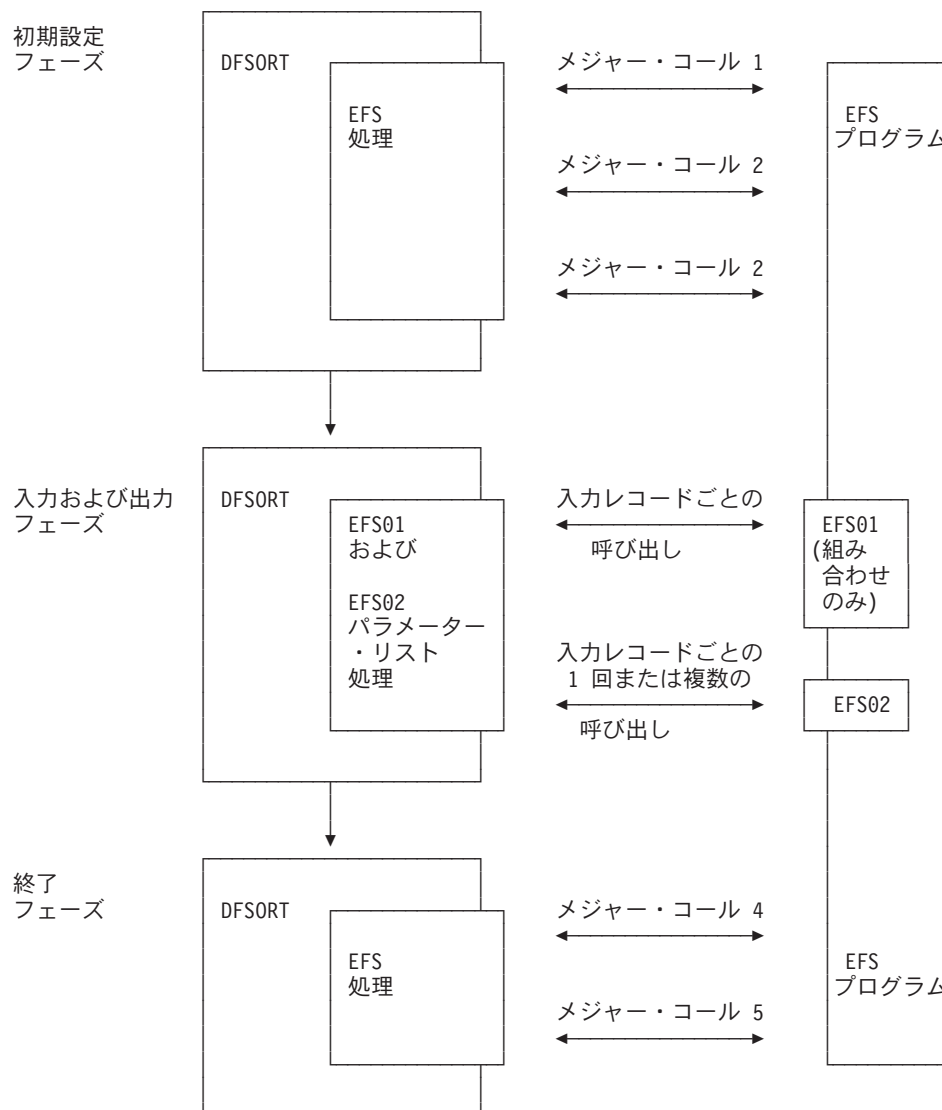 初期設定
フェーズ
DFSORT
EFS
処理
メジャー・コール 1
メジャー・コール 2
メジャー・コール 2
EFS
プログラム
入力および出力
フェーズ
DFSORT
EFS01
および
EFS02
パラメーター
・リスト
処理
入力レコードごとの
呼び出し
入力レコードごとの
1 回または複数の
呼び出し
EFS01
(組み
合わせ
のみ)
EFS02
終了
フェーズ
DFSORT
EFS
処理
メジャー・コール 4
メジャー・コール 5
EFS
プログラム